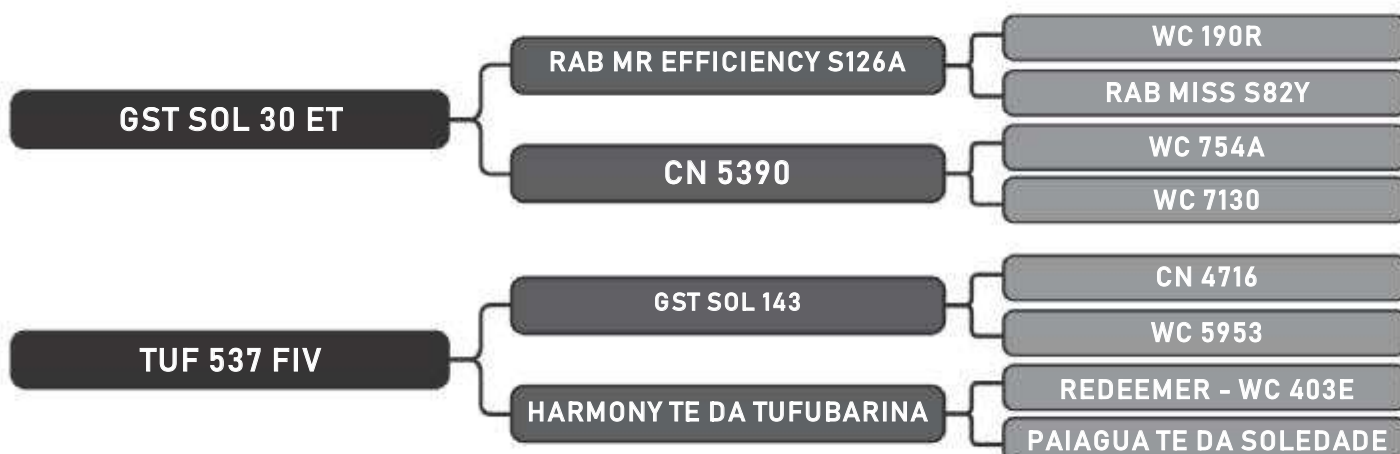 GST SOL 30 ET
RAB MR EFFICIENCY S126A
CN 5390
WC 190R
RAB MISS S82Y
WC 754A
WC 7130
TUF 537 FIV
GST SOL 143
HARMONY TE DA TUFUBARINA
CN 4716
WC 5953
REDEEMER - WC 403E
PAIAGUA TE DA SOLEDADE